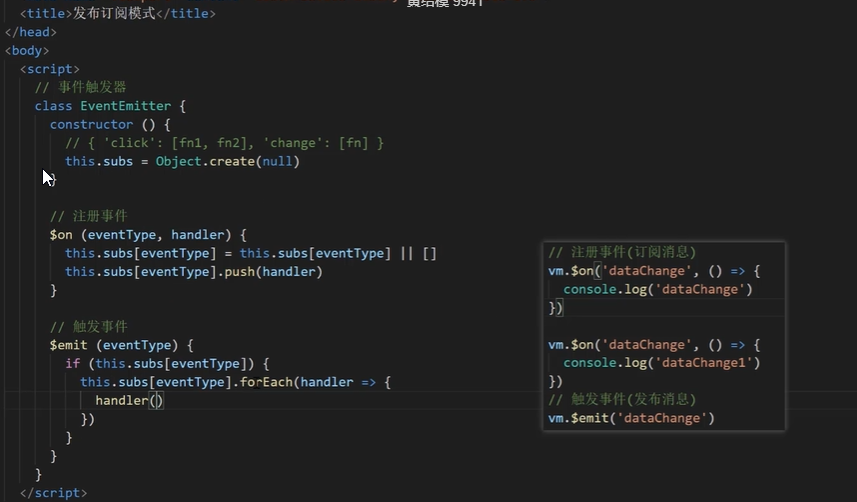 黄绍模 9941
<title>发布订阅模式</title>
</head>
<body>
<script>
// 事件触发器
class EventEmitter {
constructor () {
// { 'click': [fn1, fn2], 'change': [fn] }
this.subs = Object.create(null)
}
// 注册事件
$on (eventType, handler) {
this.subs[eventType] = this.subs[eventType] || []
this.subs[eventType].push(handler)
}
// 触发事件
$emit (eventType) {
if (this.subs[eventType]) {
this.subs[eventType].forEach(handler => {
handler()
})
}
}
}
</script>
// 注册事件(订阅消息)
vm.$on('dataChange', () => {
console.log('dataChange')
})
vm.$on('dataChange', () => {
console.log('dataChange1')
})
// 触发事件(发布消息)
vm.$emit('dataChange')